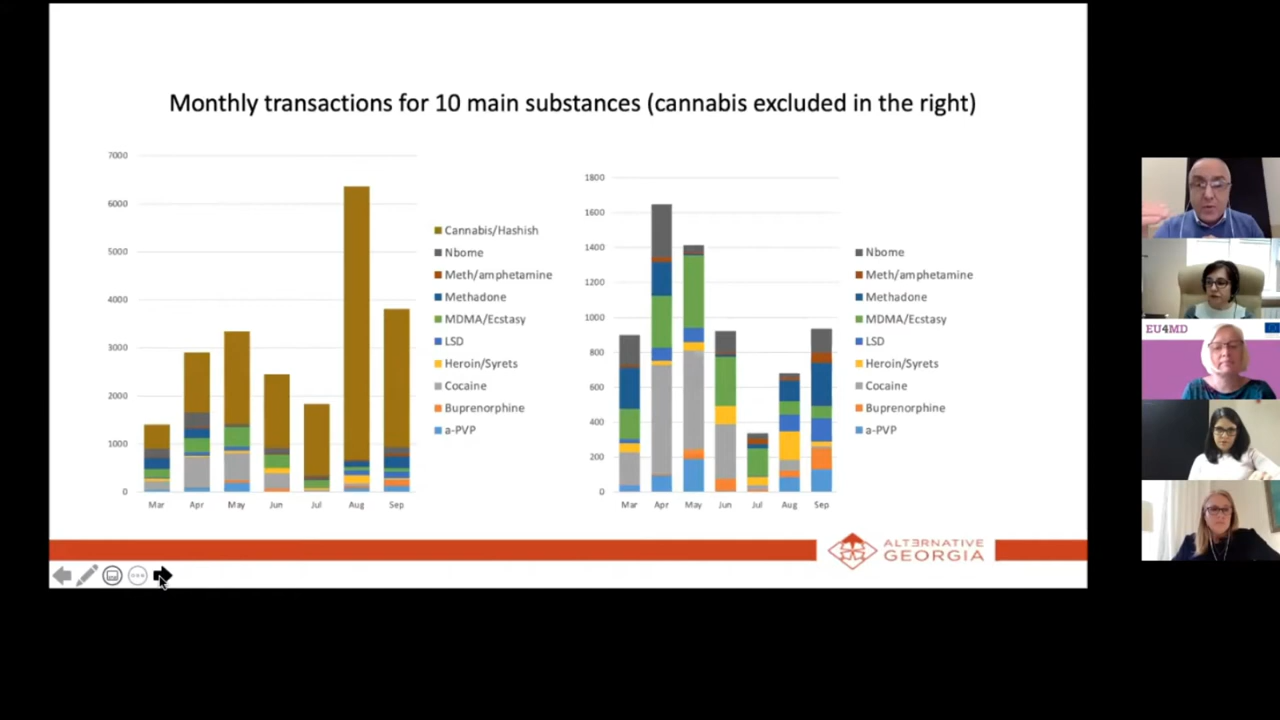 Monthly transactions for 10 main substances (cannabis excluded in the right)
7000
6000
5000
4000
3000
2000
1000
0
Mar Apr May Jun Jul Aug Sep
Cannabis/Hashish
Nbome
Meth/amphetamine
Methadone
MDMA/Ecstasy
LSD
Heroin/Syrets
Cocaine
Buprenorphine
a-PVP
1800
1600
1400
1200
1000
800
600
400
200
0
Mar Apr May Jun Jul Aug Sep
Nbome
Meth/amphetamine
Methadone
MDMA/Ecstasy
LSD
Heroin/Syrets
Cocaine
Buprenorphine
a-PVP
ALTERNATIVE
GEORGIA
EU4MD